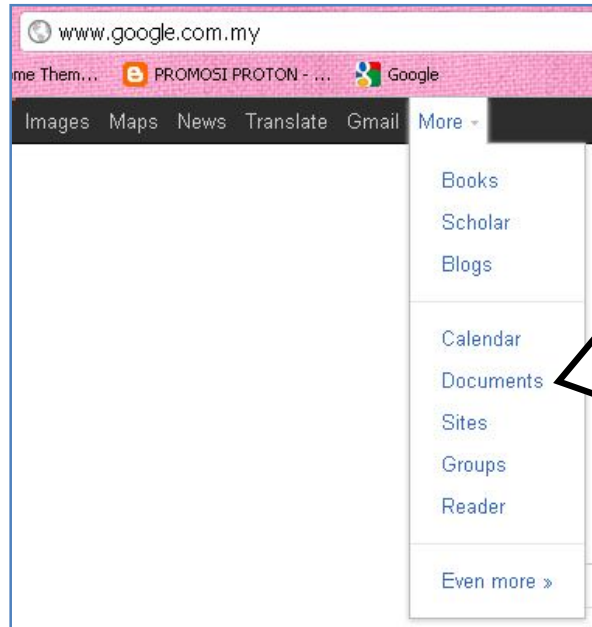 www.google.com.my
me Them... PROMOSI PROTON - ... Google
Images Maps News Translate Gmail More
Books
Scholar
Blogs
Calendar
Documents
Sites
Groups
Reader
Even more »